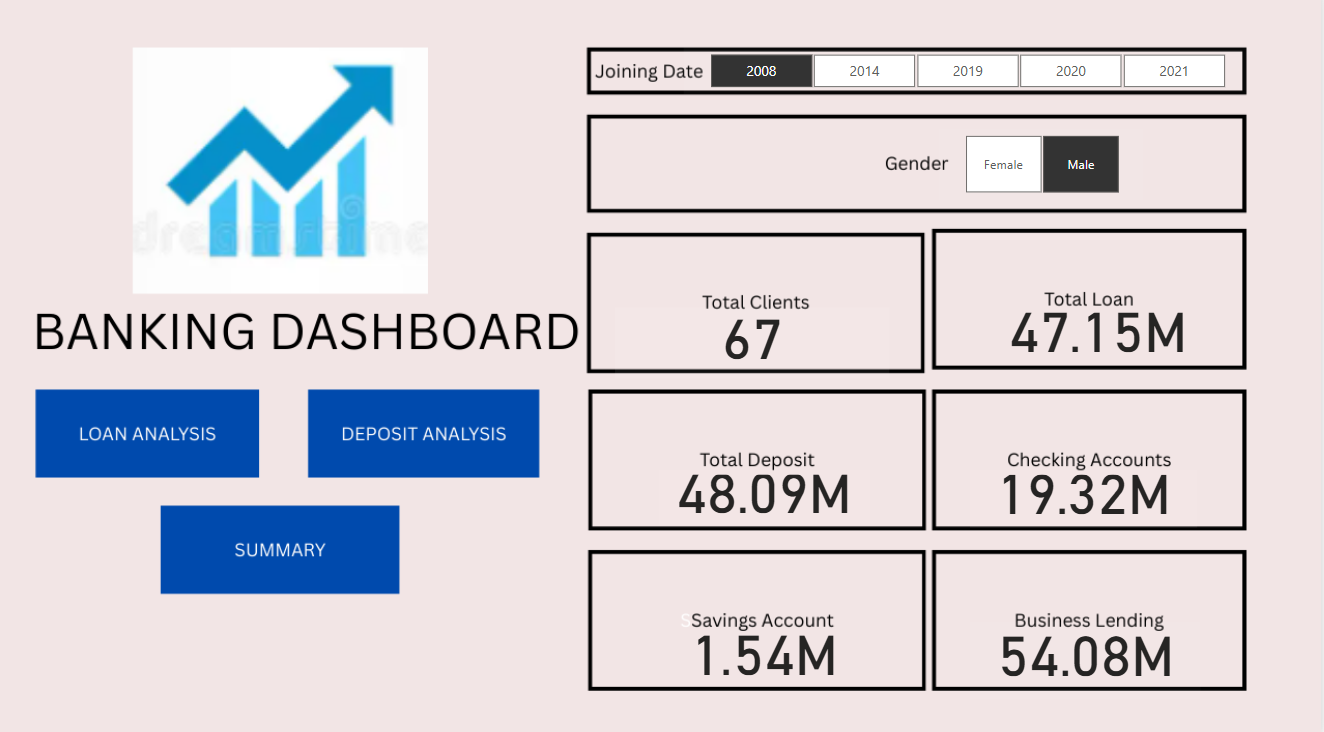 Joining Date 2008 2014 2019 2020 2021
Gender Female Male
dreamstime
BANKING DASHBOARD
LOAN ANALYSIS DEPOSIT ANALYSIS
SUMMARY
Total Clients
67
Total Loan
47.15M
Total Deposit
48.09M
Checking Accounts
19.32M
SSavings Account
1.54M
Business Lending
54.08M